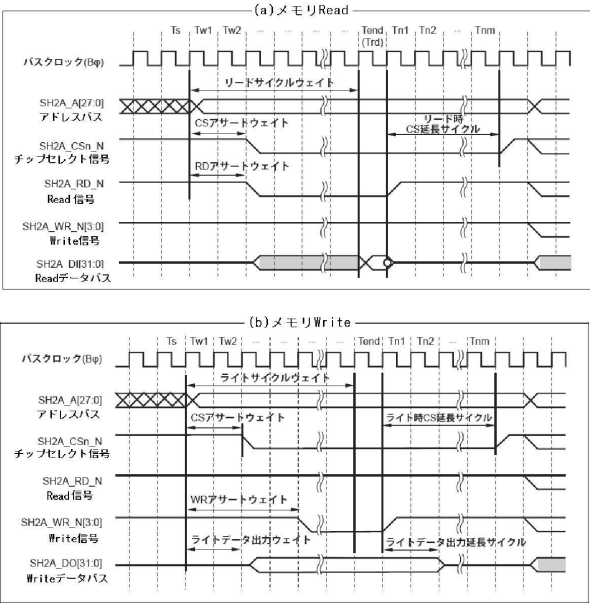 (a)メモリRead
Ts Tw1 Tw2 ... ... ... ... Tend Tn1 Tn2 ... Tnm
(Trd)
バスクロック(Bφ)
リードサイクルウェイト
SH2A_A[27:0]
アドレスバス
CSアサートウェイト
リード時
CS延長サイクル
SH2A_CSn_N
チップセレクト信号
RDアサートウェイト
SH2A_RD_N
Read信号
SH2A_WR_N[3:0]
Write信号
SH2A_DI[31:0]
Readデータバス
(b)メモリWrite
Ts Tw1 Tw2 ... ... ... ... Tend Tn1 Tn2 ... Tnm
バスクロック(Bφ)
ライトサイクルウェイト
SH2A_A[27:0]
アドレスバス
CSアサートウェイト
ライト時CS延長サイクル
SH2A_CSn_N
チップセレクト信号
SH2A_RD_N
Read信号
WRアサートウェイト
SH2A_WR_N[3:0]
Write信号
ライトデータ出力ウェイト
ライトデータ出力延長サイクル
SH2A_DO[31:0]
Writeデータバス